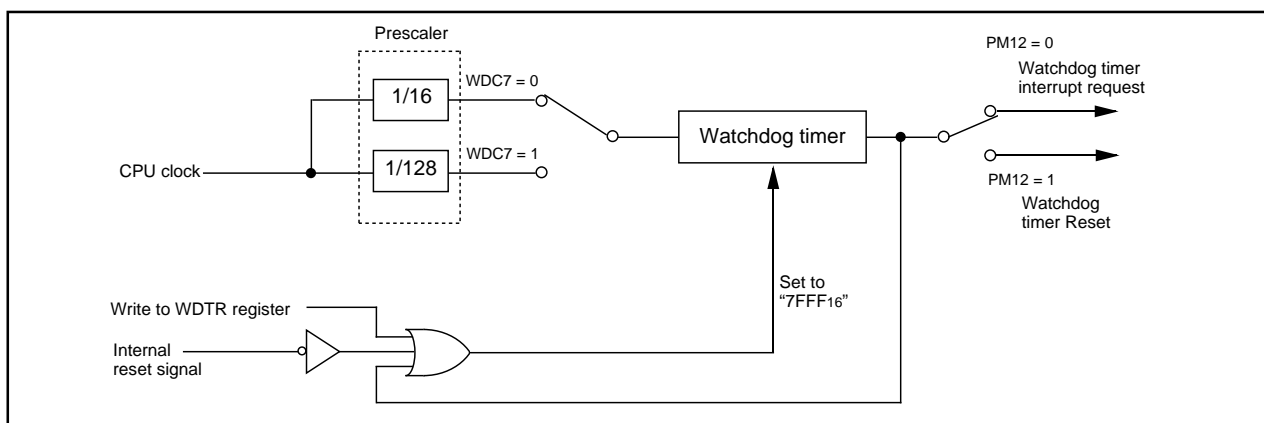 Prescaler
PM12 = 0
Watchdog timer
interrupt request
WDC7 = 0
1/16
Watchdog timer
WDC7 = 1
1/128
CPU clock
PM12 = 1
Watchdog
timer Reset
Set to
“7FFF16”
Write to WDTR register
Internal
reset signal